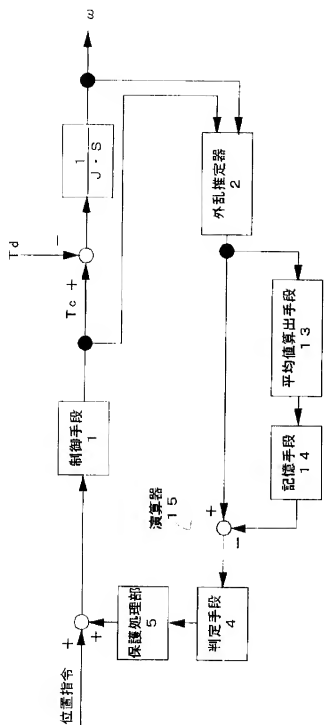 位置指令
+
+
制御手段
1
Tc
+
Td
−
1
J・S
ω
外乱推定器
2
平均値算出手段
13
記憶手段
14
演算器
15
+
−
判定手段
4
保護処理部
5